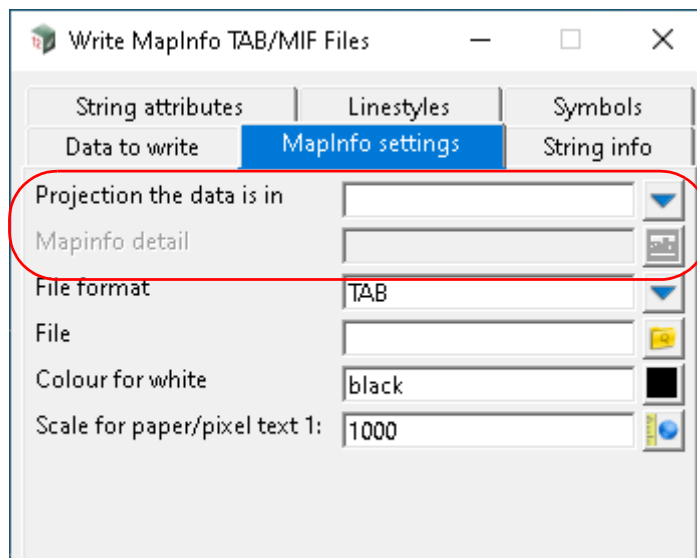 Write MapInfo TAB/MIF Files
String attributes Linestyles Symbols
Data to write MapInfo settings String info
Projection the data is in
Mapinfo detail
File format TAB
File
Colour for white black
Scale for paper/pixel text 1: 1000